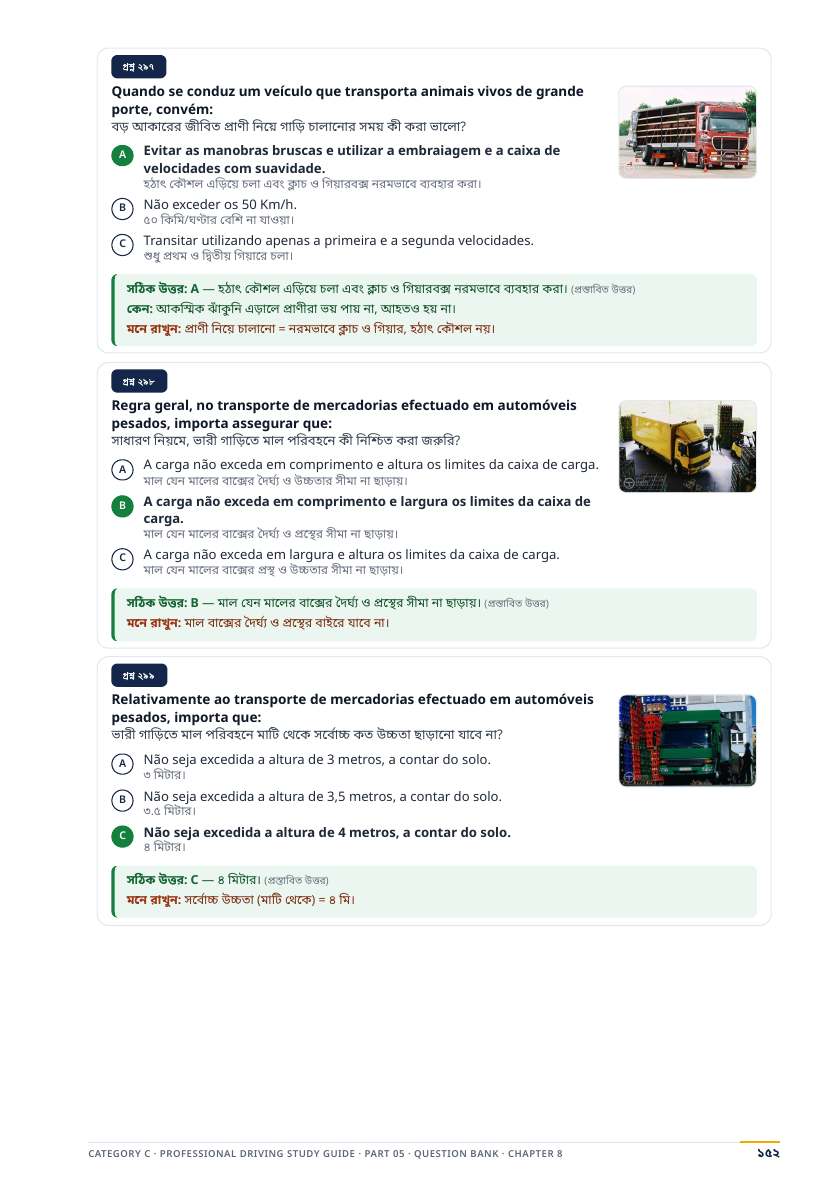 প্রশ্ন ২৯৭
Quando se conduz um veículo que transporta animais vivos de grande
porte, convém:
বড় আকারের জীবিত প্রাণী নিয়ে গাড়ি চালানোর সময় কী করা ভালো?
A Evitar as manobras bruscas e utilizar a embraiagem e a caixa de
velocidades com suavidade.
হঠাৎ কৌশল এড়িয়ে চলা এবং ক্লাচ ও গিয়ারবক্স নরমভাবে ব্যবহার করা।
B Não exceder os 50 Km/h.
৫০ কিমি/ঘণ্টার বেশি না যাওয়া।
C Transitar utilizando apenas a primeira e a segunda velocidades.
শুধু প্রথম ও দ্বিতীয় গিয়ারে চলা।
সঠিক উত্তর: A — হঠাৎ কৌশল এড়িয়ে চলা এবং ক্লাচ ও গিয়ারবক্স নরমভাবে ব্যবহার করা। (প্রস্তাবিত উত্তর)
কেন: আকস্মিক ঝাঁকুনি এড়ালে প্রাণীরা ভয় পায় না, আহতও হয় না।
মনে রাখুন: প্রাণী নিয়ে চালানো = নরমভাবে ক্লাচ ও গিয়ার, হঠাৎ কৌশল নয়।
প্রশ্ন ২৯৮
Regra geral, no transporte de mercadorias efectuado em automóveis
pesados, importa assegurar que:
সাধারণ নিয়মে, ভারী গাড়িতে মাল পরিবহনে কী নিশ্চিত করা জরুরি?
A A carga não exceda em comprimento e altura os limites da caixa de carga.
মাল যেন মালের বাক্সের দৈর্ঘ্য ও উচ্চতার সীমা না ছাড়ায়।
B A carga não exceda em comprimento e largura os limites da caixa de
carga.
মাল যেন মালের বাক্সের দৈর্ঘ্য ও প্রস্থের সীমা না ছাড়ায়।
C A carga não exceda em largura e altura os limites da caixa de carga.
মাল যেন মালের বাক্সের প্রস্থ ও উচ্চতার সীমা না ছাড়ায়।
সঠিক উত্তর: B — মাল যেন মালের বাক্সের দৈর্ঘ্য ও প্রস্থের সীমা না ছাড়ায়। (প্রস্তাবিত উত্তর)
মনে রাখুন: মাল বাক্সের দৈর্ঘ্য ও প্রস্থের বাইরে যাবে না।
প্রশ্ন ২৯৯
Relativamente ao transporte de mercadorias efectuado em automóveis
pesados, importa que:
ভারী গাড়িতে মাল পরিবহনে মাটি থেকে সর্বোচ্চ কত উচ্চতা ছাড়ানো যাবে না?
A Não seja excedida a altura de 3 metros, a contar do solo.
৩ মিটার।
B Não seja excedida a altura de 3,5 metros, a contar do solo.
৩.৫ মিটার।
C Não seja excedida a altura de 4 metros, a contar do solo.
৪ মিটার।
সঠিক উত্তর: C — ৪ মিটার। (প্রস্তাবিত উত্তর)
মনে রাখুন: সর্বোচ্চ উচ্চতা (মাটি থেকে) = ৪ মি।
CATEGORY C · PROFESSIONAL DRIVING STUDY GUIDE · PART 05 · QUESTION BANK · CHAPTER 8
১৫২